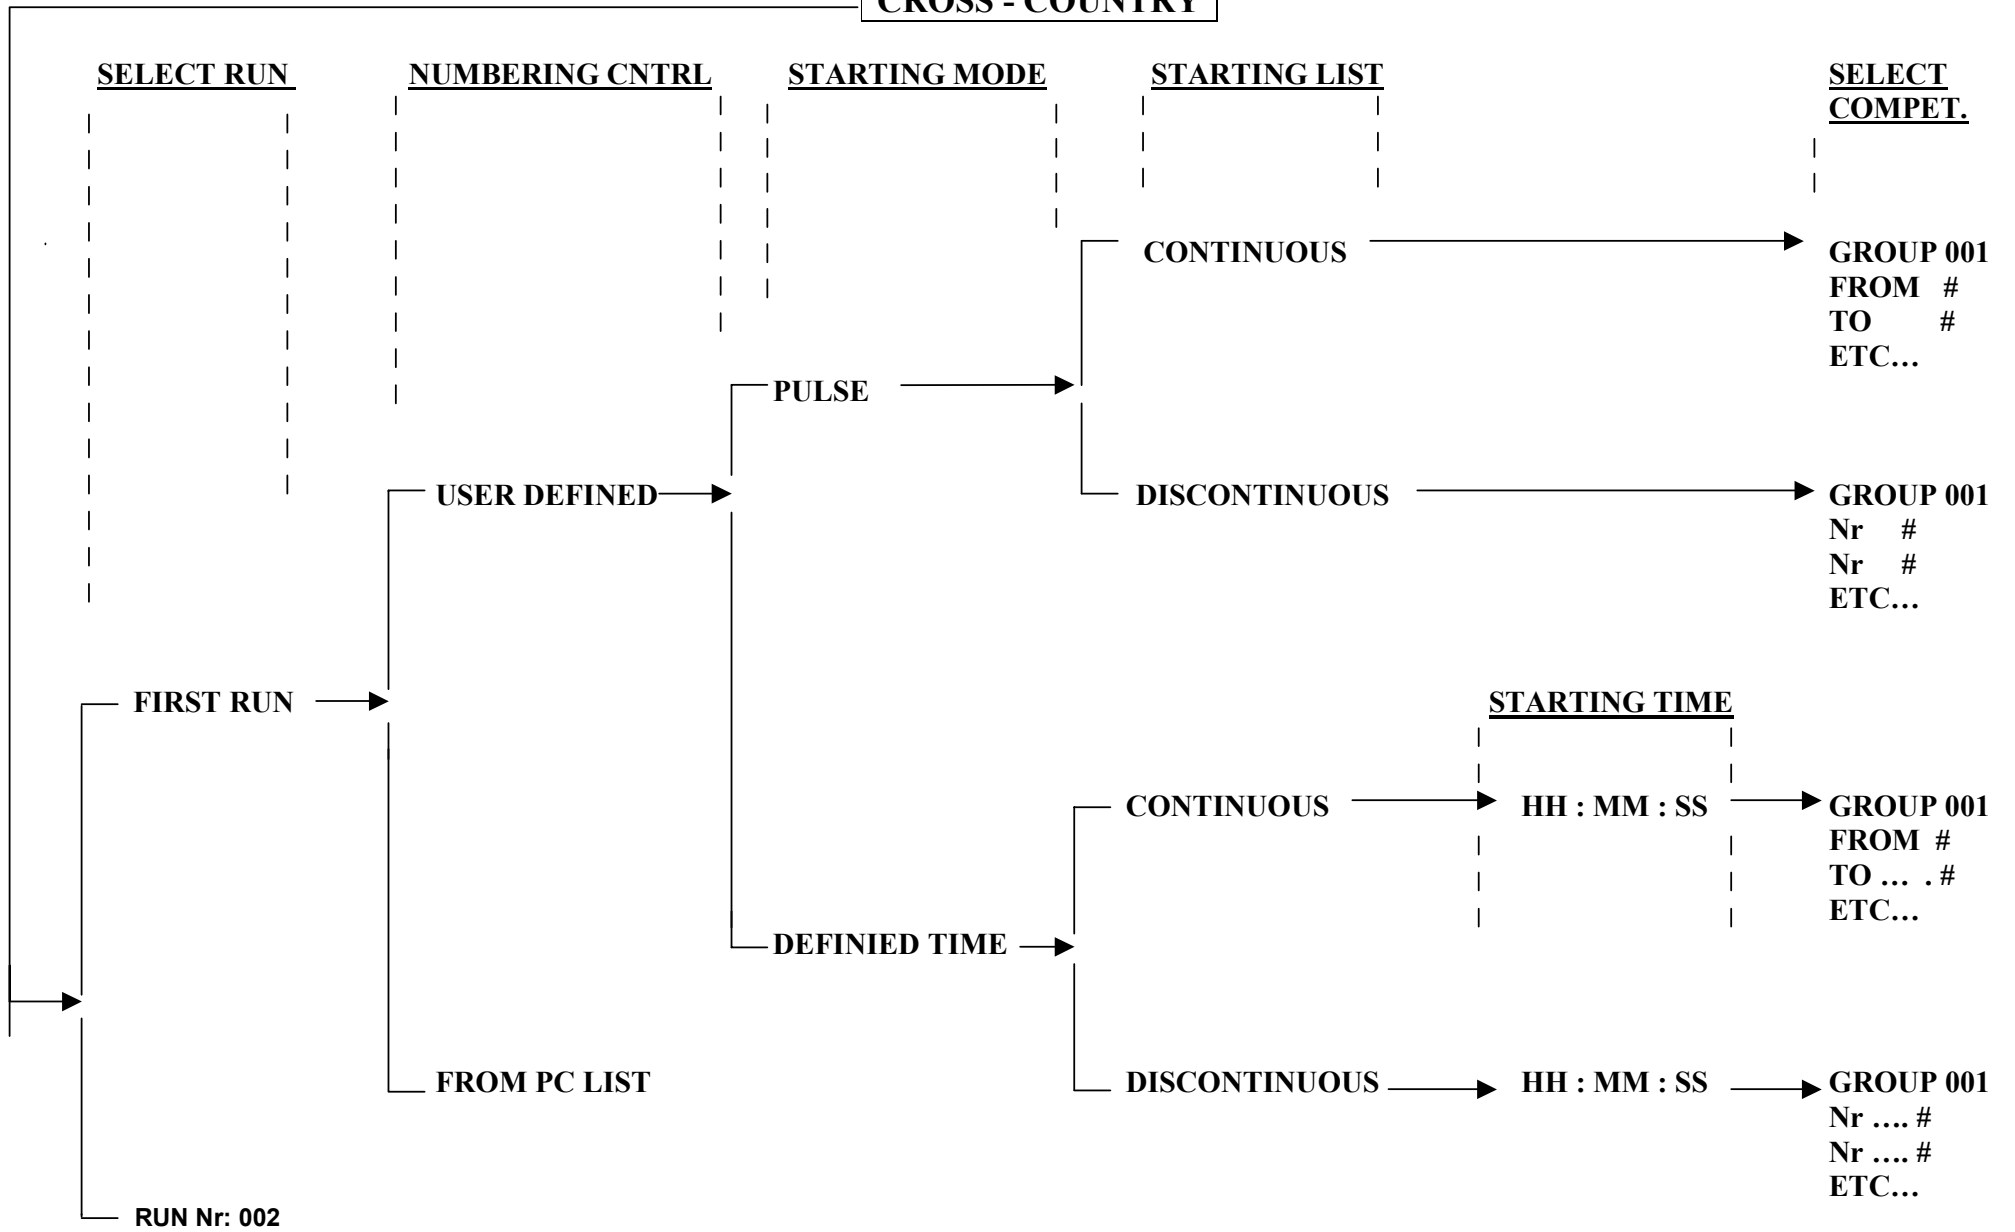 CROSS - COUNTRY
SELECT RUN
NUMBERING CNTRL
STARTING MODE
STARTING LIST
SELECT
COMPET.
CONTINUOUS
GROUP 001
FROM #
TO #
ETC…
PULSE
USER DEFINED
DISCONTINUOUS
GROUP 001
Nr #
Nr #
ETC…
FIRST RUN
STARTING TIME
CONTINUOUS
HH : MM : SS
GROUP 001
FROM #
TO … . #
ETC…
DEFINIED TIME
FROM PC LIST
DISCONTINUOUS
HH : MM : SS
GROUP 001
Nr …. #
Nr …. #
ETC…
RUN Nr: 002